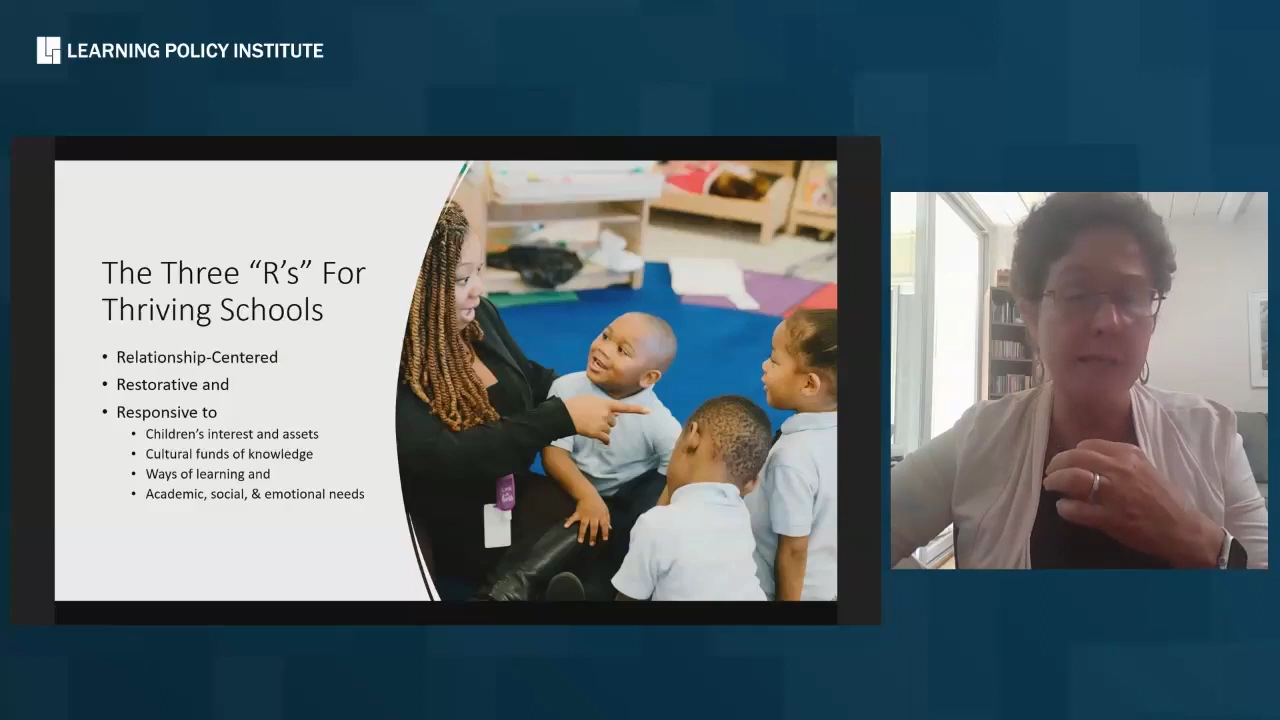 LEARNING POLICY INSTITUTE
The Three “R’s” For
Thriving Schools
• Relationship-Centered
• Restorative and
• Responsive to
• Children’s interest and assets
• Cultural funds of knowledge
• Ways of learning and
• Academic, social, & emotional needs